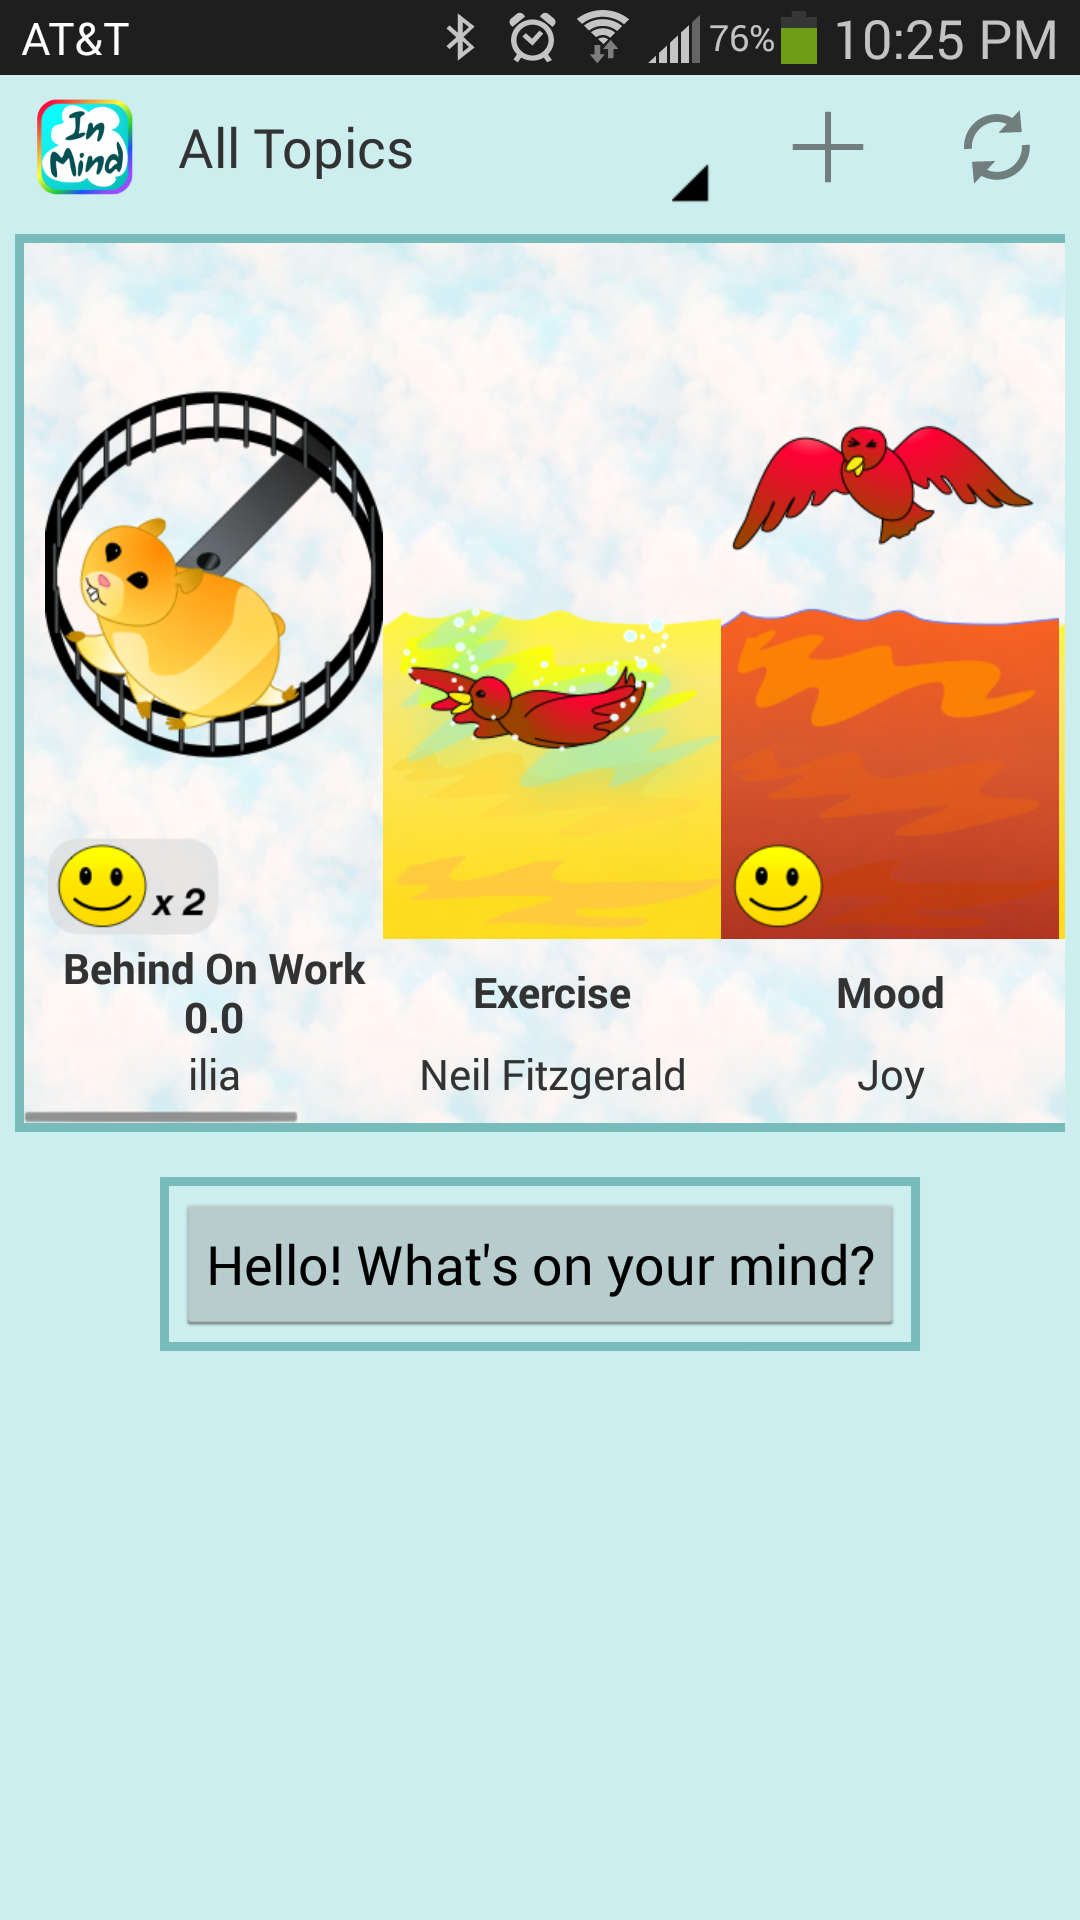 AT&T 76% 10:25 PM
In
Mind
All Topics
x 2
Behind On Work
0.0
ilia
Exercise
Neil Fitzgerald
Mood
Joy
Hello! What's on your mind?